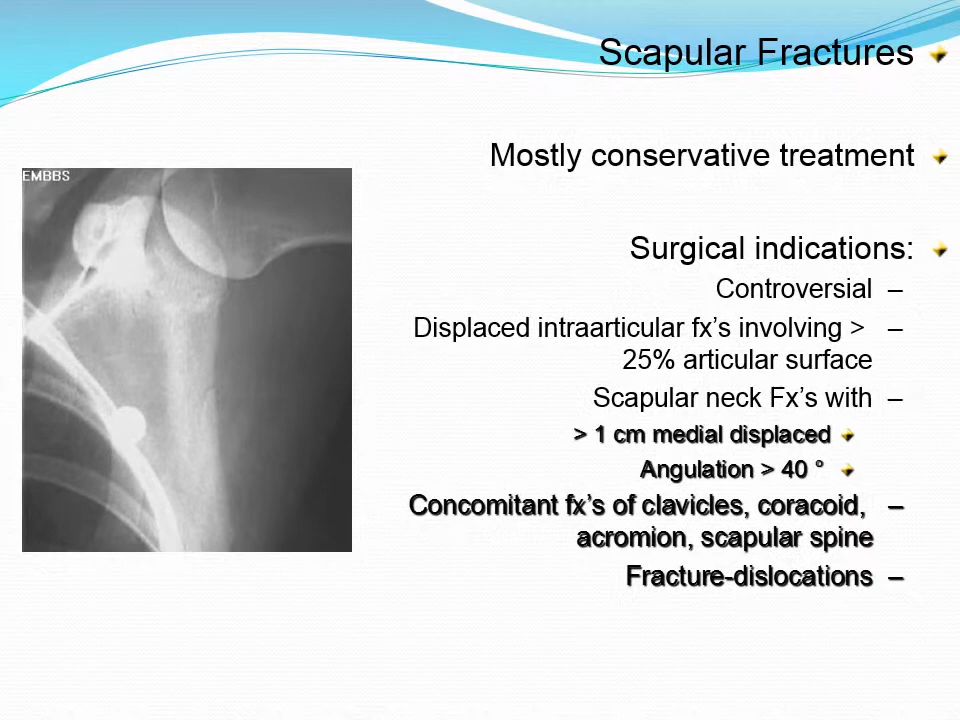 Scapular Fractures
Mostly conservative treatment
EMBBS
Surgical indications:
– Controversial
– Displaced intraarticular fx’s involving >
25% articular surface
– Scapular neck Fx’s with
> 1 cm medial displaced
Angulation > 40 °
– Concomitant fx’s of clavicles, coracoid,
acromion, scapular spine
– Fracture-dislocations